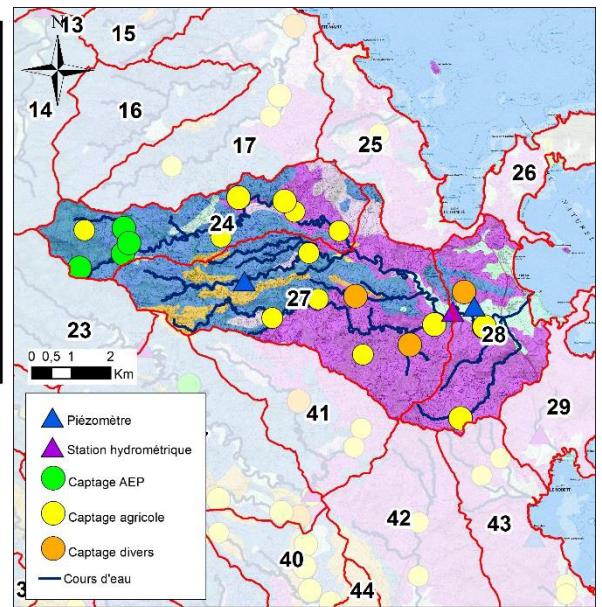 N
13
15
14
16
17
25
26
24
27
28
23
0 0,5 1 2
Km
41
29
Piézomètre
Station hydrométrique
Captage AEP
Captage agricole
Captage divers
Cours d'eau
42
43
40
44